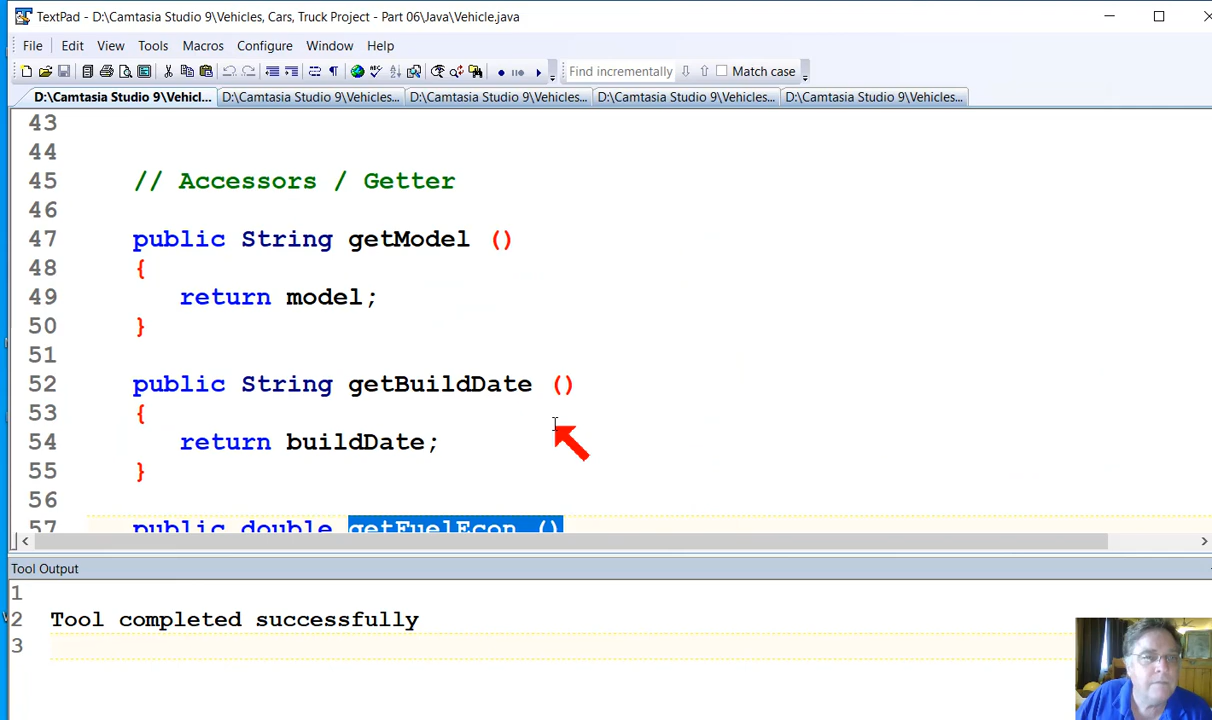 TextPad - D:\Camtasia Studio 9\Vehicles, Cars, Truck Project - Part 06\Java\Vehicle.java
File Edit View Tools Macros Configure Window Help
Find incrementally Match case
D:\Camtasia Studio 9\Vehicl... D:\Camtasia Studio 9\Vehicles... D:\Camtasia Studio 9\Vehicles... D:\Camtasia Studio 9\Vehicles... D:\Camtasia Studio 9\Vehicles...
43
44
45 // Accessors / Getter
46
47 public String getModel ()
48 {
49 return model;
50 }
51
52 public String getBuildDate ()
53 {
54 return buildDate;
55 }
56
57 public double getFuelEcon ()
Tool Output
1
2 Tool completed successfully
3